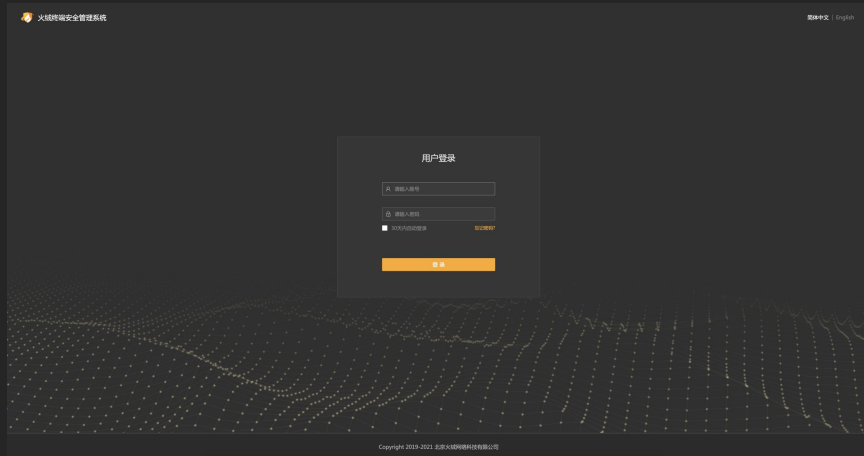 火绒终端安全管理系统
简体中文 | English
用户登录
请输入账号
请输入密码
30天内自动登录 忘记密码?
登 录
Copyright 2019-2021 北京火绒网络科技有限公司